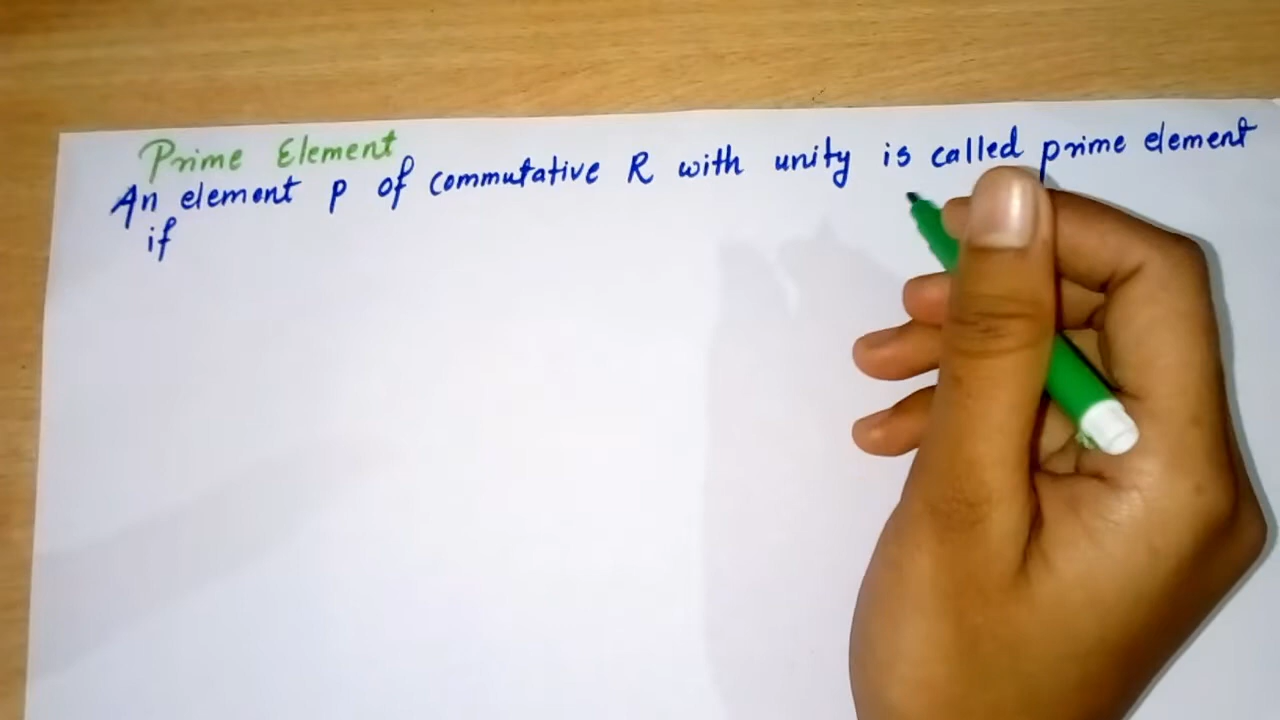 Prime Element
An element p of commutative R with unity is called prime element
if